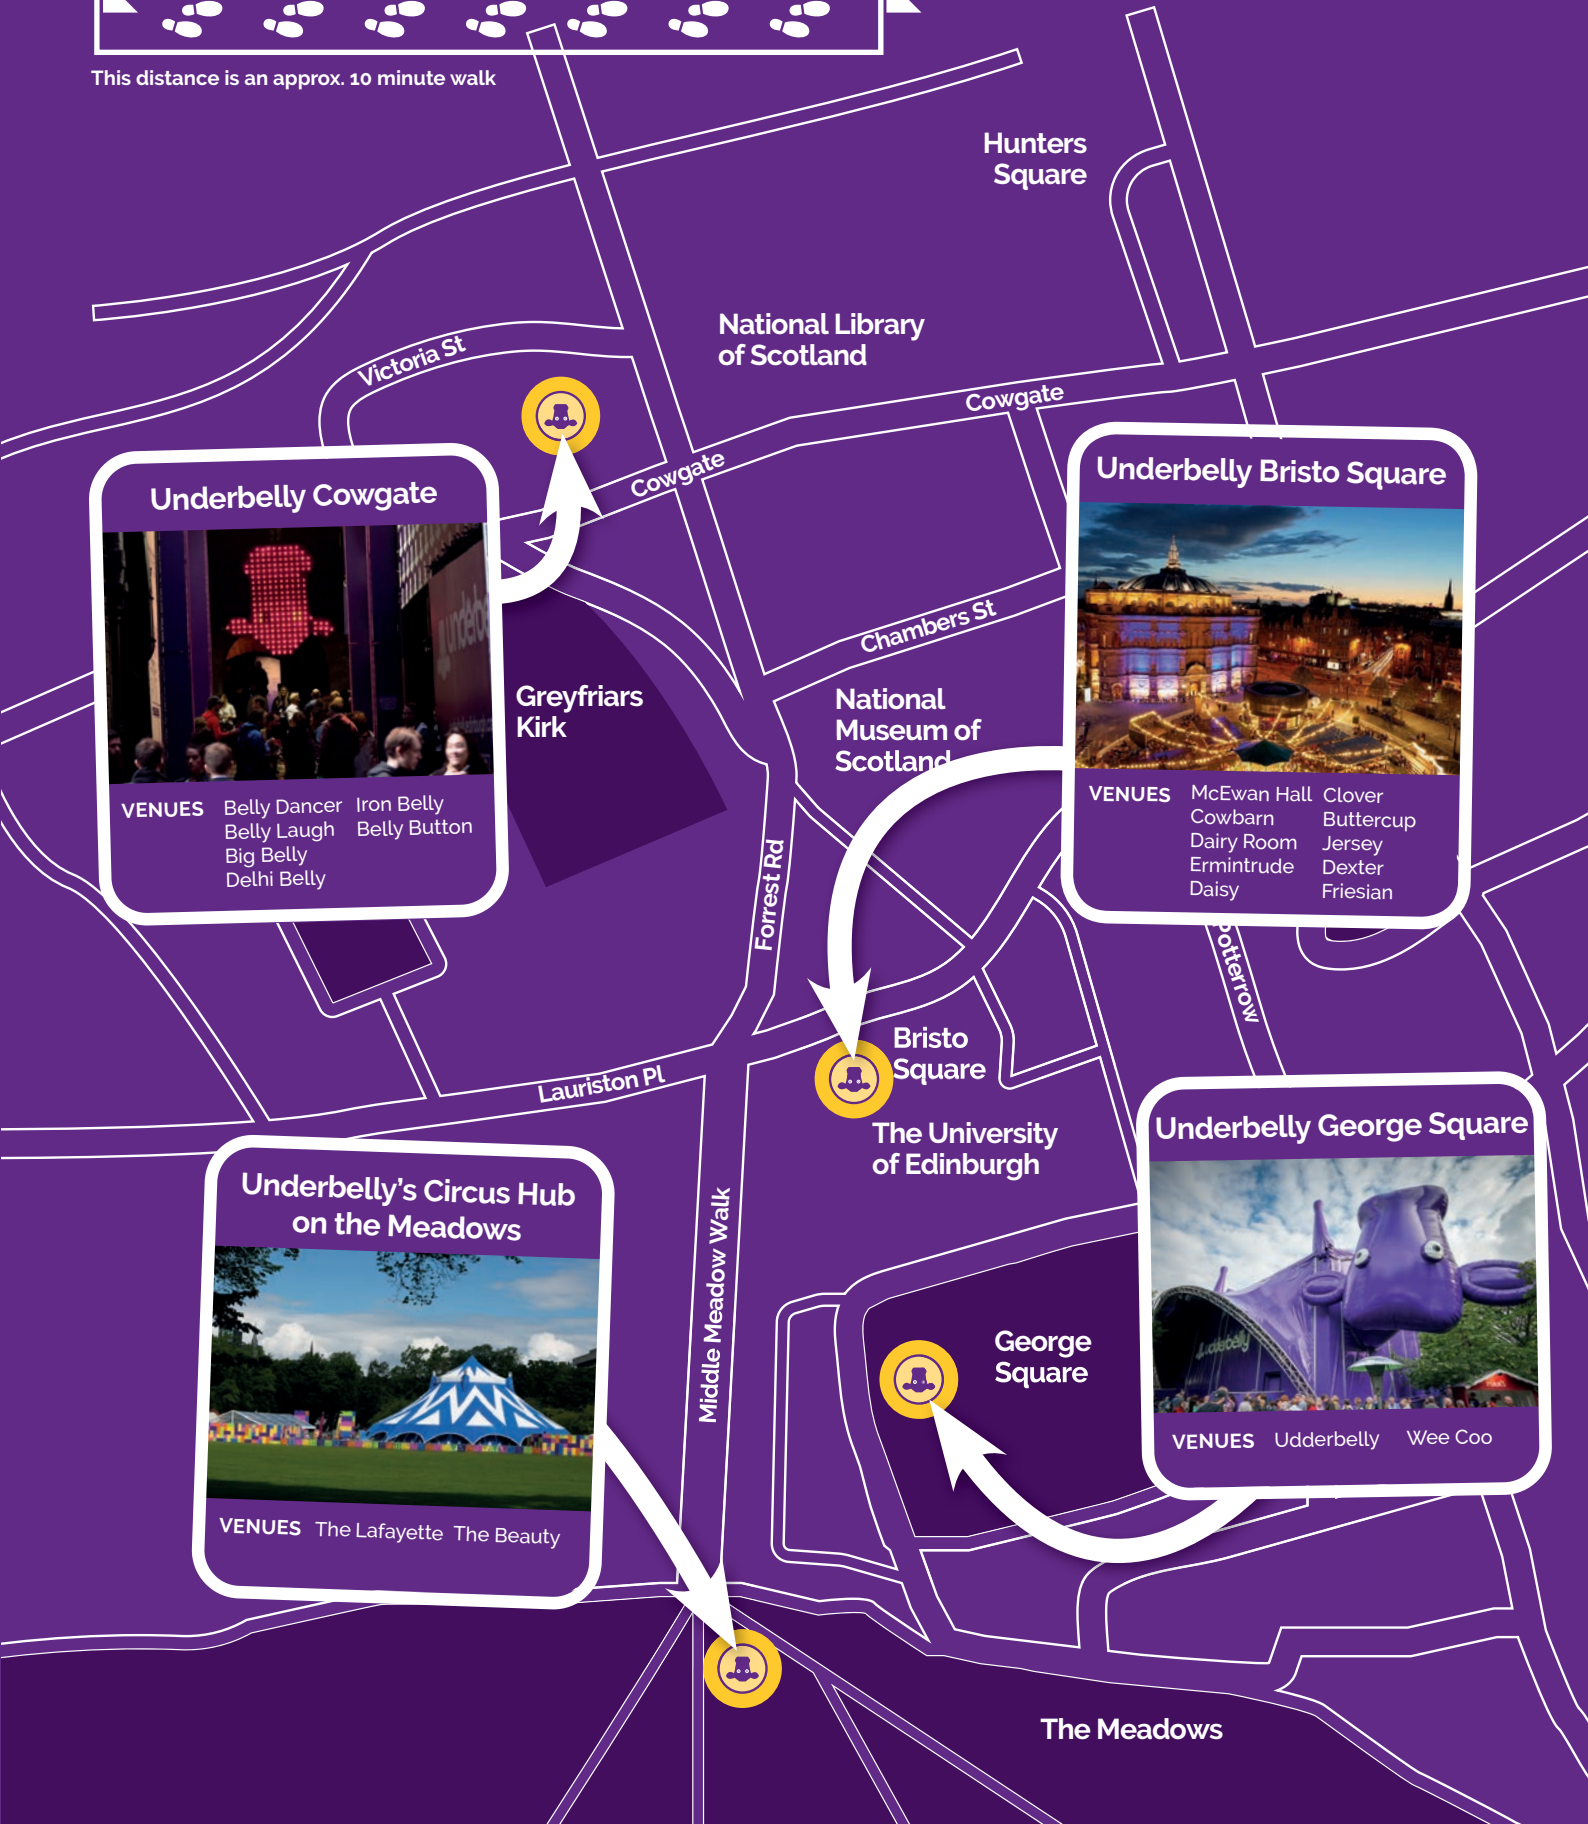 This distance is an approx. 10 minute walk
Hunters
Square
National Library
of Scotland
Victoria St
Cowgate
Cowgate
Underbelly Cowgate
underbelly
VENUES
Belly Dancer
Belly Laugh
Big Belly
Delhi Belly
Iron Belly
Belly Button
Underbelly Bristo Square
VENUES
McEwan Hall
Cowbarn
Dairy Room
Ermintrude
Daisy
Clover
Buttercup
Jersey
Dexter
Friesian
Chambers St
Greyfriars
Kirk
National
Museum of
Scotland
Forrest Rd
Potterrow
Bristo
Square
Lauriston Pl
The University
of Edinburgh
Underbelly's Circus Hub
on the Meadows
VENUES The Lafayette The Beauty
Middle Meadow Walk
George
Square
Underbelly George Square
underbelly
VENUES Udderbelly Wee Coo
The Meadows